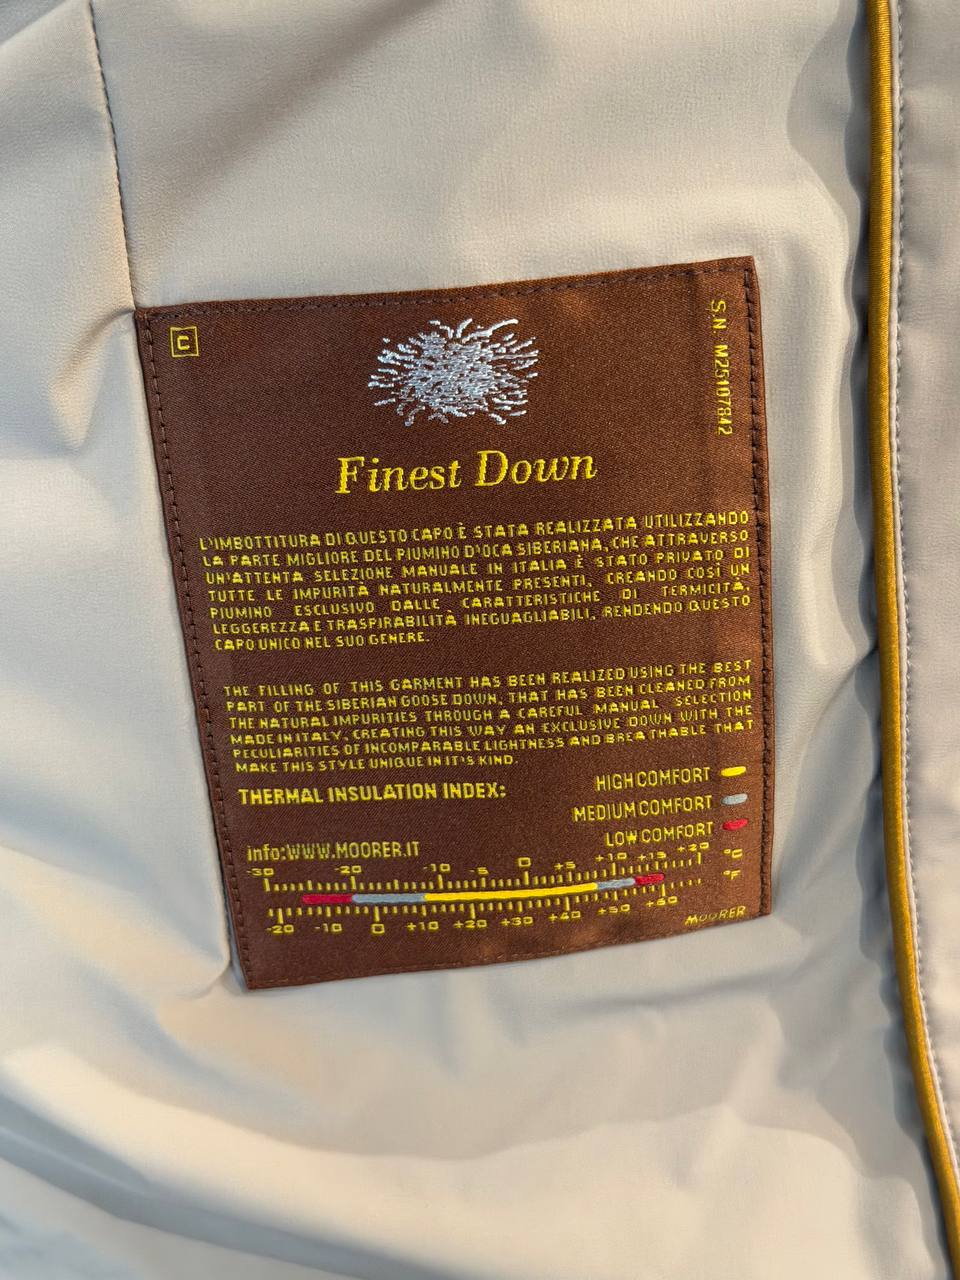 C
S.N. M25107842
Finest Down
L'IMBOTTITURA DI QUESTO CAPO È STATA REALIZZATA UTILIZZANDO
LA PARTE MIGLIORE DEL PIUMINO D'OCA SIBERIANA, CHE ATTRAVERSO
UN'ATTENTA SELEZIONE MANUALE IN ITALIA È STATO PRIVATO DI
TUTTE LE IMPURITÀ NATURALMENTE PRESENTI, CREANDO COSÌ UN
PIUMINO ESCLUSIVO DALLE CARATTERISTICHE DI TERMICITÀ,
LEGGEREZZA E TRASPIRABILITÀ INEGUAGLIABILI, RENDENDO QUESTO
CAPO UNICO NEL SUO GENERE.
THE FILLING OF THIS GARMENT HAS BEEN REALIZED USING THE BEST
PART OF THE SIBERIAN GOOSE DOWN, THAT HAS BEEN CLEANED FROM
THE NATURAL IMPURITIES THROUGH A CAREFUL MANUAL SELECTION
MADE IN ITALY, CREATING THIS WAY AN EXCLUSIVE DOWN WITH THE
PECULIARITIES OF INCOMPARABLE LIGHTNESS AND BREATHABLE THAT
MAKE THIS STYLE UNIQUE IN IT'S KIND.
THERMAL INSULATION INDEX:
HIGH COMFORT
MEDIUM COMFORT
LOW COMFORT
info:WWW.MOORER.IT
-30 -20 -10 -5 0 +5 +10 +15 +20 °C
°F
-20 -10 0 +10 +20 +30 +40 +50 +60
MOORER